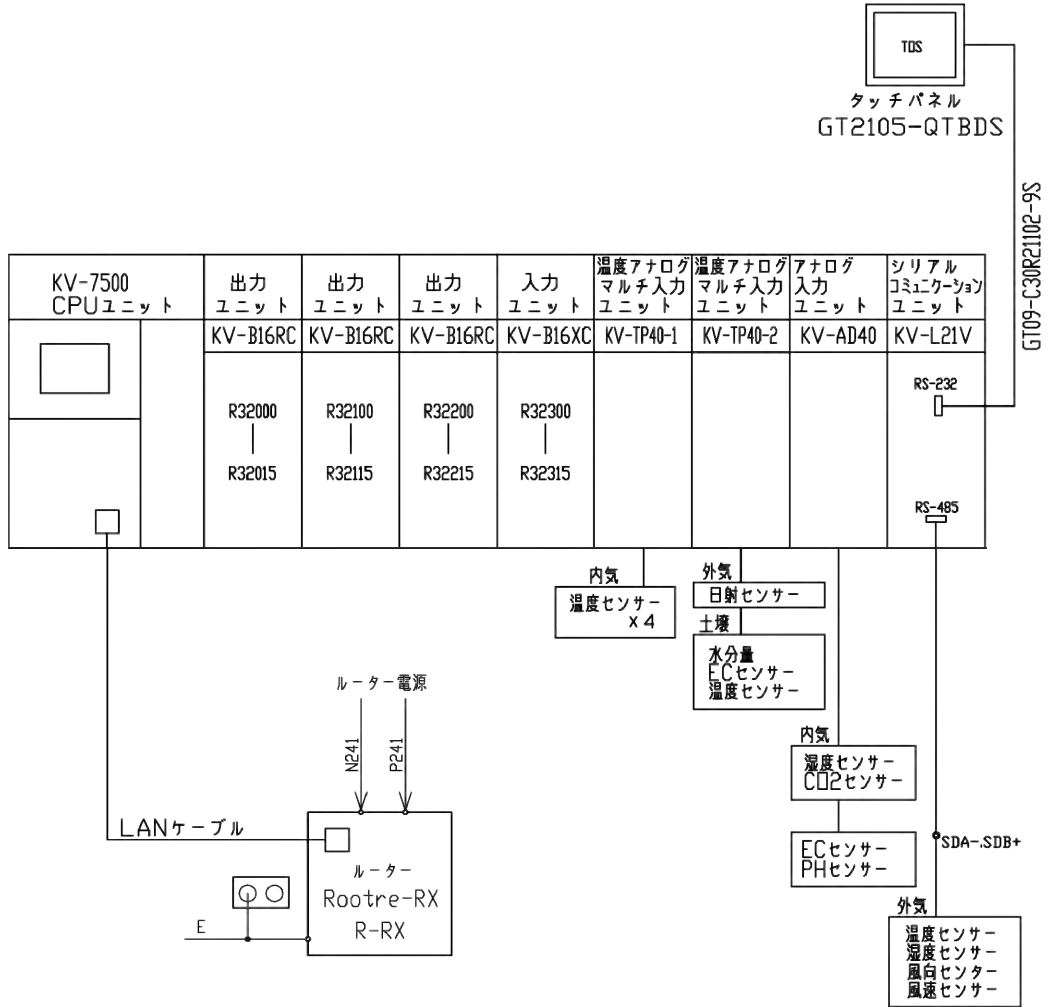 TDS
タッチパネル
GT2105-QTBDS
GT09-C30R21102-9S
KV-7500
CPUユニット
出力
ユニット
出力
ユニット
出力
ユニット
入力
ユニット
温度アナログ
マルチ入力
ユニット
温度アナログ
マルチ入力
ユニット
アナログ
入力
ユニット
シリアル
コミュニケーション
ユニット
KV-B16RC
KV-B16RC
KV-B16RC
KV-B16XC
KV-TP40-1
KV-TP40-2
KV-AD40
KV-L21V
R32000
R32015
R32100
R32115
R32200
R32215
R32300
R32315
RS-232
RS-485
内気
温度センサー
×4
外気
日射センサー
土壌
水分量
ECセンサー
温度センサー
内気
湿度センサー
CO2センサー
ECセンサー
PHセンサー
SDA-.SDB+
外気
温度センサー
湿度センサー
風向センター
風速センサー
ルーター電源
N241
P241
LANケーブル
ルーター
Rootre-RX
R-RX
E